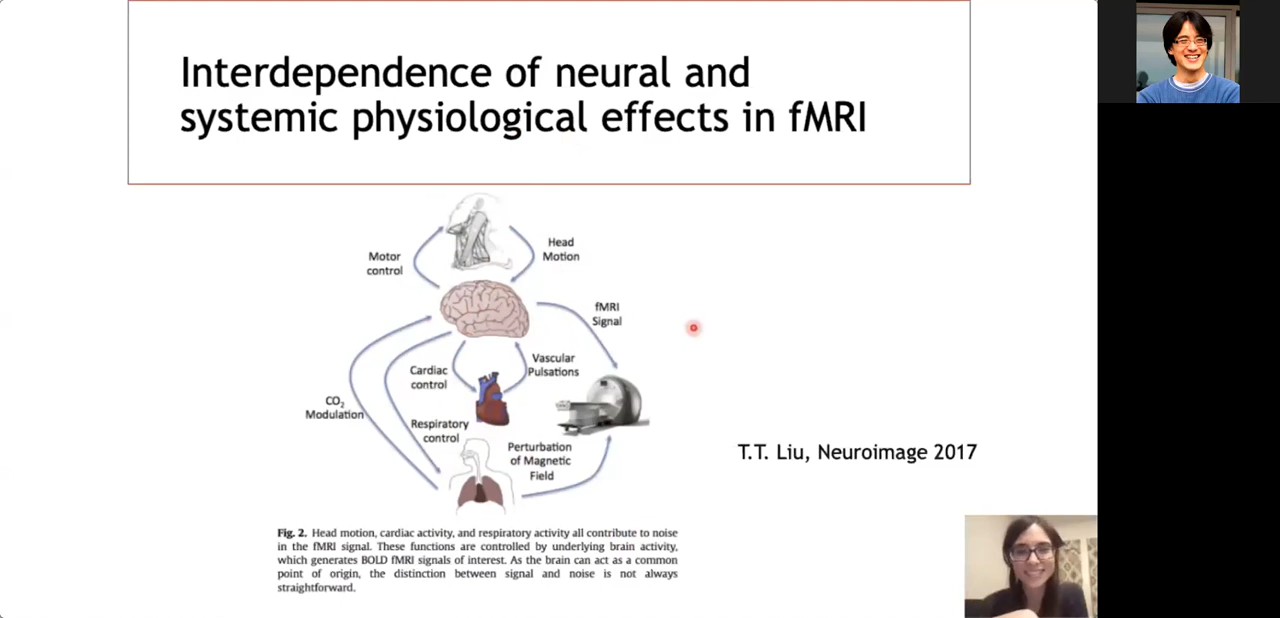 Interdependence of neural and
systemic physiological effects in fMRI
Motor
control
Head
Motion
fMRI
Signal
Cardiac
control
Vascular
Pulsations
CO2
Modulation
Respiratory
control
Perturbation
of Magnetic
Field
T.T. Liu, Neuroimage 2017
Fig. 2. Head motion, cardiac activity, and respiratory activity all contribute to noise
in the fMRI signal. These functions are controlled by underlying brain activity,
which generates BOLD fMRI signals of interest. As the brain can act as a common
point of origin, the distinction between signal and noise is not always
straightforward.